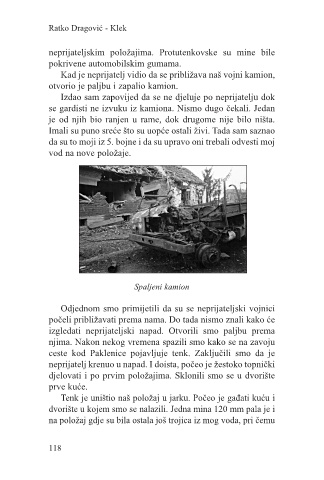 Ratko Dragović - Klek
neprijateljskim položajima. Protutenkovske su mine bile
pokrivene automobilskim gumama.
Kad je neprijatelj vidio da se približava naš vojni kamion,
otvorio je paljbu i zapalio kamion.
Izdao sam zapovijed da se ne djeluje po neprijatelju dok
se gardisti ne izvuku iz kamiona. Nismo dugo čekali. Jedan
je od njih bio ranjen u rame, dok drugome nije bilo ništa.
Imali su puno sreće što su uopće ostali živi. Tada sam saznao
da su to moji iz 5. bojne i da su upravo oni trebali odvesti moj
vod na nove položaje.
Spaljeni kamion
Odjednom smo primijetili da su se neprijateljski vojnici
počeli približavati prema nama. Do tada nismo znali kako će
izgledati neprijateljski napad. Otvorili smo paljbu prema
njima. Nakon nekog vremena spazili smo kako se na zavoju
ceste kod Paklenice pojavljuje tenk. Zaključili smo da je
neprijatelj krenuo u napad. I doista, počeo je žestoko topnički
djelovati i po prvim položajima. Sklonili smo se u dvorište
prve kuće.
Tenk je uništio naš položaj u jarku. Počeo je gađati kuću i
dvorište u kojem smo se nalazili. Jedna mina 120 mm pala je i
na položaj gdje su bila ostala još trojica iz mog voda, pri čemu
118